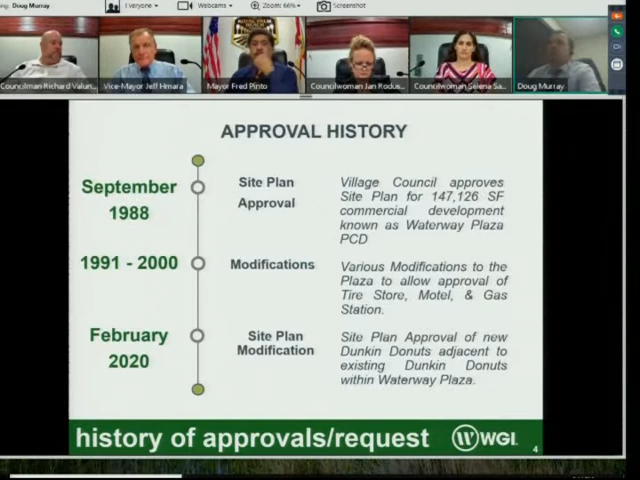 ng: Doug Murray
Everyone
Webcams
Zoom: 66%
Screenshot
ROYAL PALM
BEACH
Councilman Richard Valun...
Vice-Mayor Jeff Hmara
Mayor Fred Pinto
Councilwoman Jan Rodus...
Councilwoman Selena Sa...
Doug Murray
APPROVAL HISTORY
September
1988
Site Plan
Approval
Village Council approves
Site Plan for 147,126 SF
commercial development
known as Waterway Plaza
PCD
1991 - 2000
Modifications
Various Modifications to the
Plaza to allow approval of
Tire Store, Motel, & Gas
Station.
February
2020
Site Plan
Modification
Site Plan Approval of new
Dunkin Donuts adjacent to
existing Dunkin Donuts
within Waterway Plaza.
history of approvals/request
WGI.
4